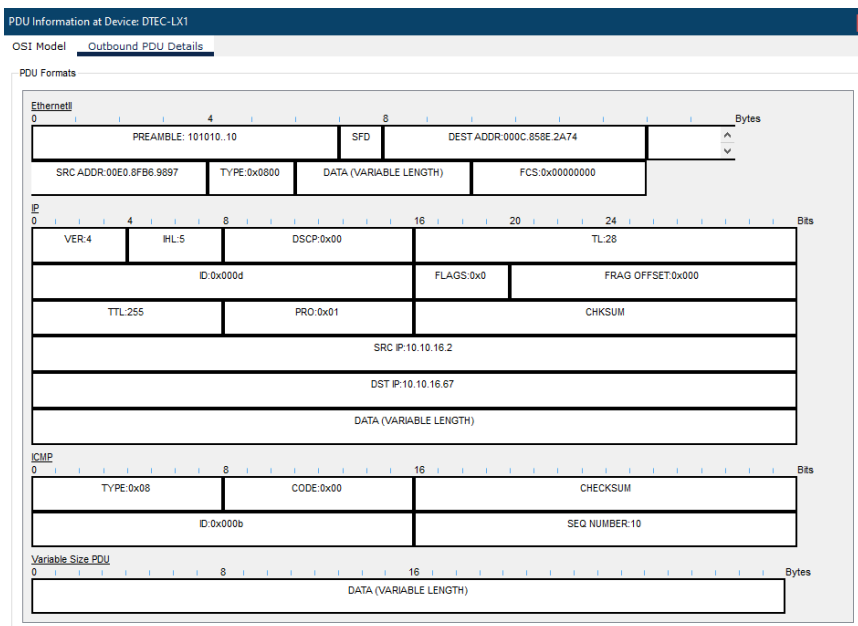 PDU Information at Device: DTEC-LX1
OSI Model Outbound PDU Details
PDU Formats
EthernetII
0 4 8 Bytes
PREAMBLE: 101010..10 SFD DEST ADDR:000C.858E.2A74
SRC ADDR:00E0.8FB6.9897 TYPE:0x0800 DATA (VARIABLE LENGTH) FCS:0x00000000
IP
0 4 8 16 20 24 Bits
VER:4 IHL:5 DSCP:0x00 TL:28
ID:0x000d FLAGS:0x0 FRAG OFFSET:0x000
TTL:255 PRO:0x01 CHKSUM
SRC IP:10.10.16.2
DST IP:10.10.16.67
DATA (VARIABLE LENGTH)
ICMP
0 8 16 Bits
TYPE:0x08 CODE:0x00 CHECKSUM
ID:0x000b SEQ NUMBER:10
Variable Size PDU
0 8 16 Bytes
DATA (VARIABLE LENGTH)